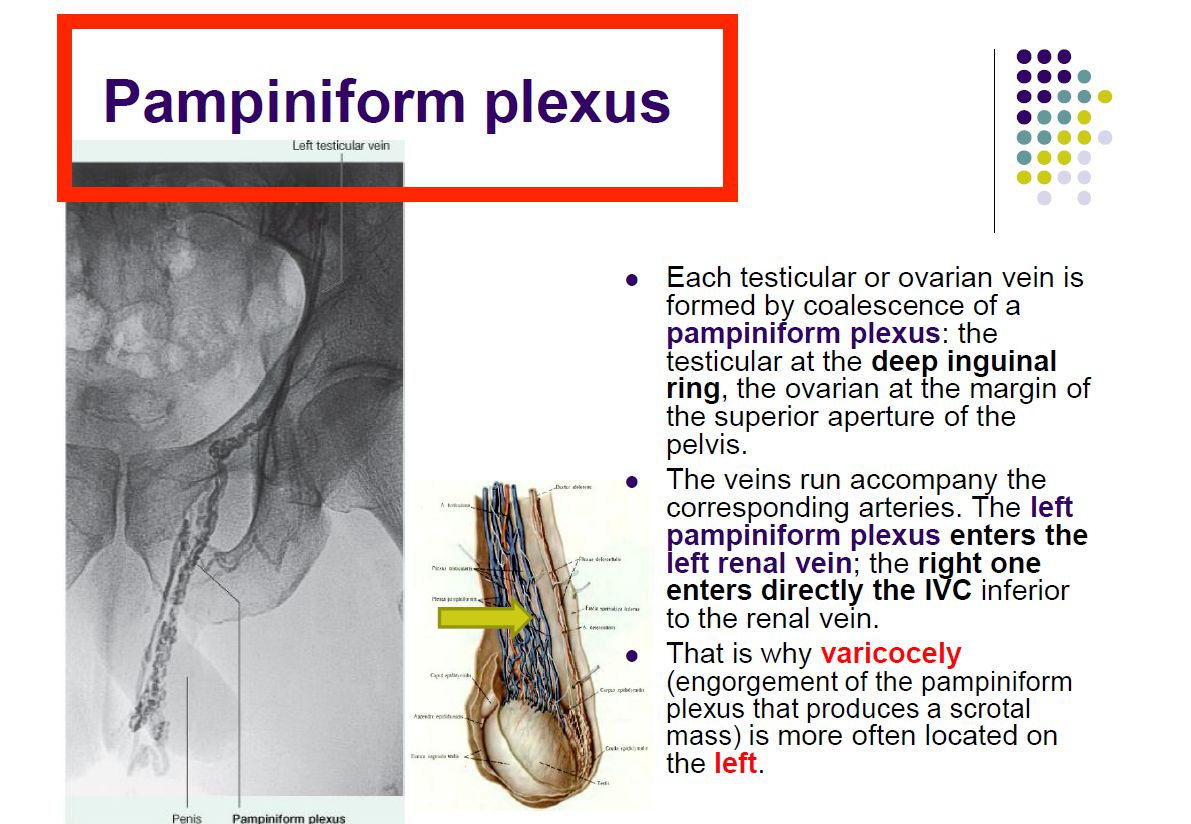 Pampiniform plexus
Left testicular vein
Each testicular or ovarian vein is
formed by coalescence of a
pampiniform plexus: the
testicular at the deep inguinal
ring, the ovarian at the margin of
the superior aperture of the
pelvis.
The veins run accompany the
corresponding arteries. The left
pampiniform plexus enters the
left renal vein; the right one
enters directly the IVC inferior
to the renal vein.
That is why varicocely
(engorgement of the pampiniform
plexus that produces a scrotal
mass) is more often located on
the left.
Ductus deferens
A. testicularis
Plexus deferentialis
Plexus testicularis
Plexus pampiniformis
Fascia spermatica interna
A. deferentialis
Caput epididymidis
Corpus epididymidis
Appendix epididymidis
Tunica vaginalis testis
Cauda epididymidis
Testis
Penis
Pampiniform plexus